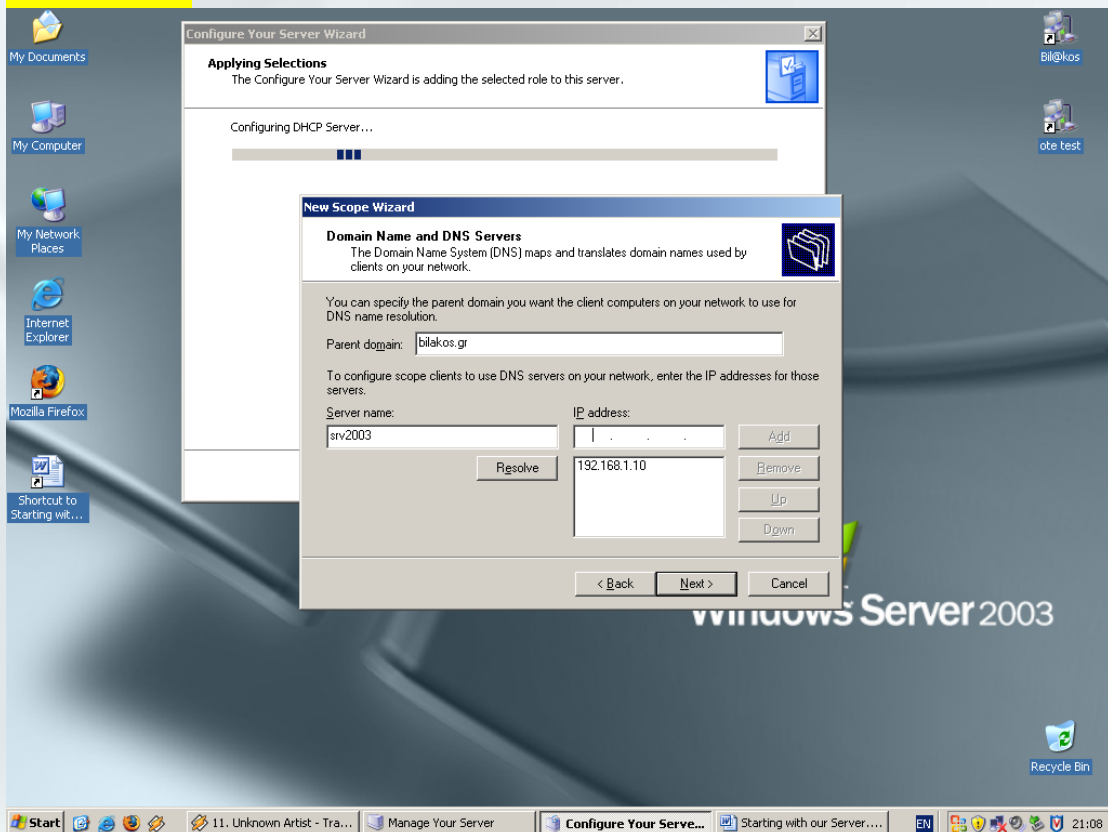 My Documents
My Computer
My Network
Places
Internet
Explorer
Mozilla Firefox
Shortcut to
Starting wit...
Bil@kos
ote test
Configure Your Server Wizard
Applying Selections
The Configure Your Server Wizard is adding the selected role to this server.
Configuring DHCP Server...
New Scope Wizard
Domain Name and DNS Servers
The Domain Name System (DNS) maps and translates domain names used by
clients on your network.
You can specify the parent domain you want the client computers on your network to use for
DNS name resolution.
Parent domain: bilakos.gr
To configure scope clients to use DNS servers on your network, enter the IP addresses for those
servers.
Server name: IP address:
srv2003 . . . Add
Resolve 192.168.1.10 Remove
Up
Down
< Back Next > Cancel
Windows Server 2003
Recycle Bin
Start 11. Unknown Artist - Tra... Manage Your Server Configure Your Serve... Starting with our Server.... EN 21:08